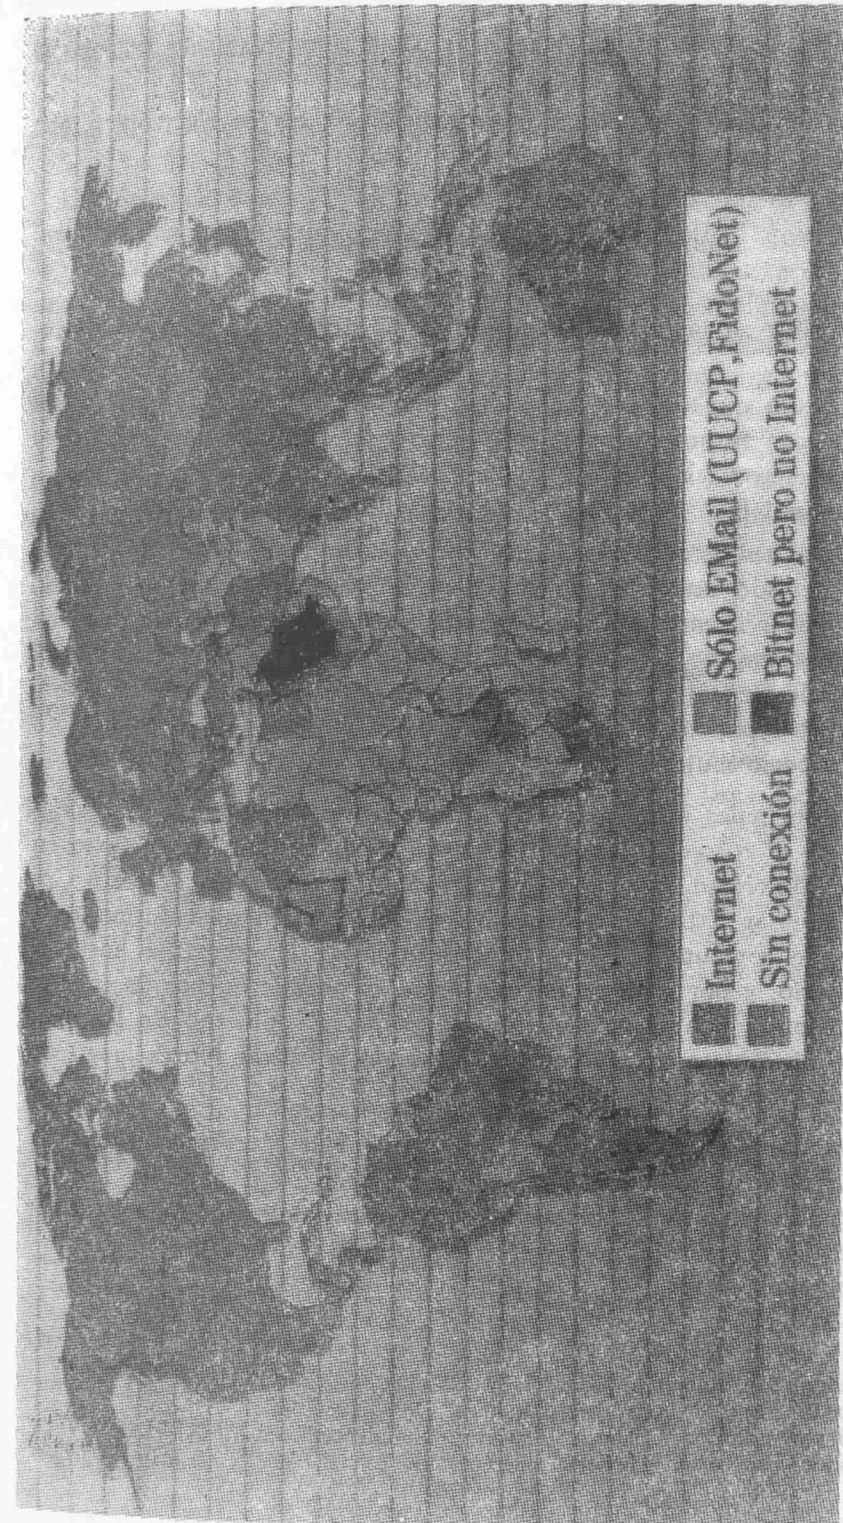 Internet
Sin conexión
Sólo EMail (UUCP,FidoNet)
Bitnet pero no Internet